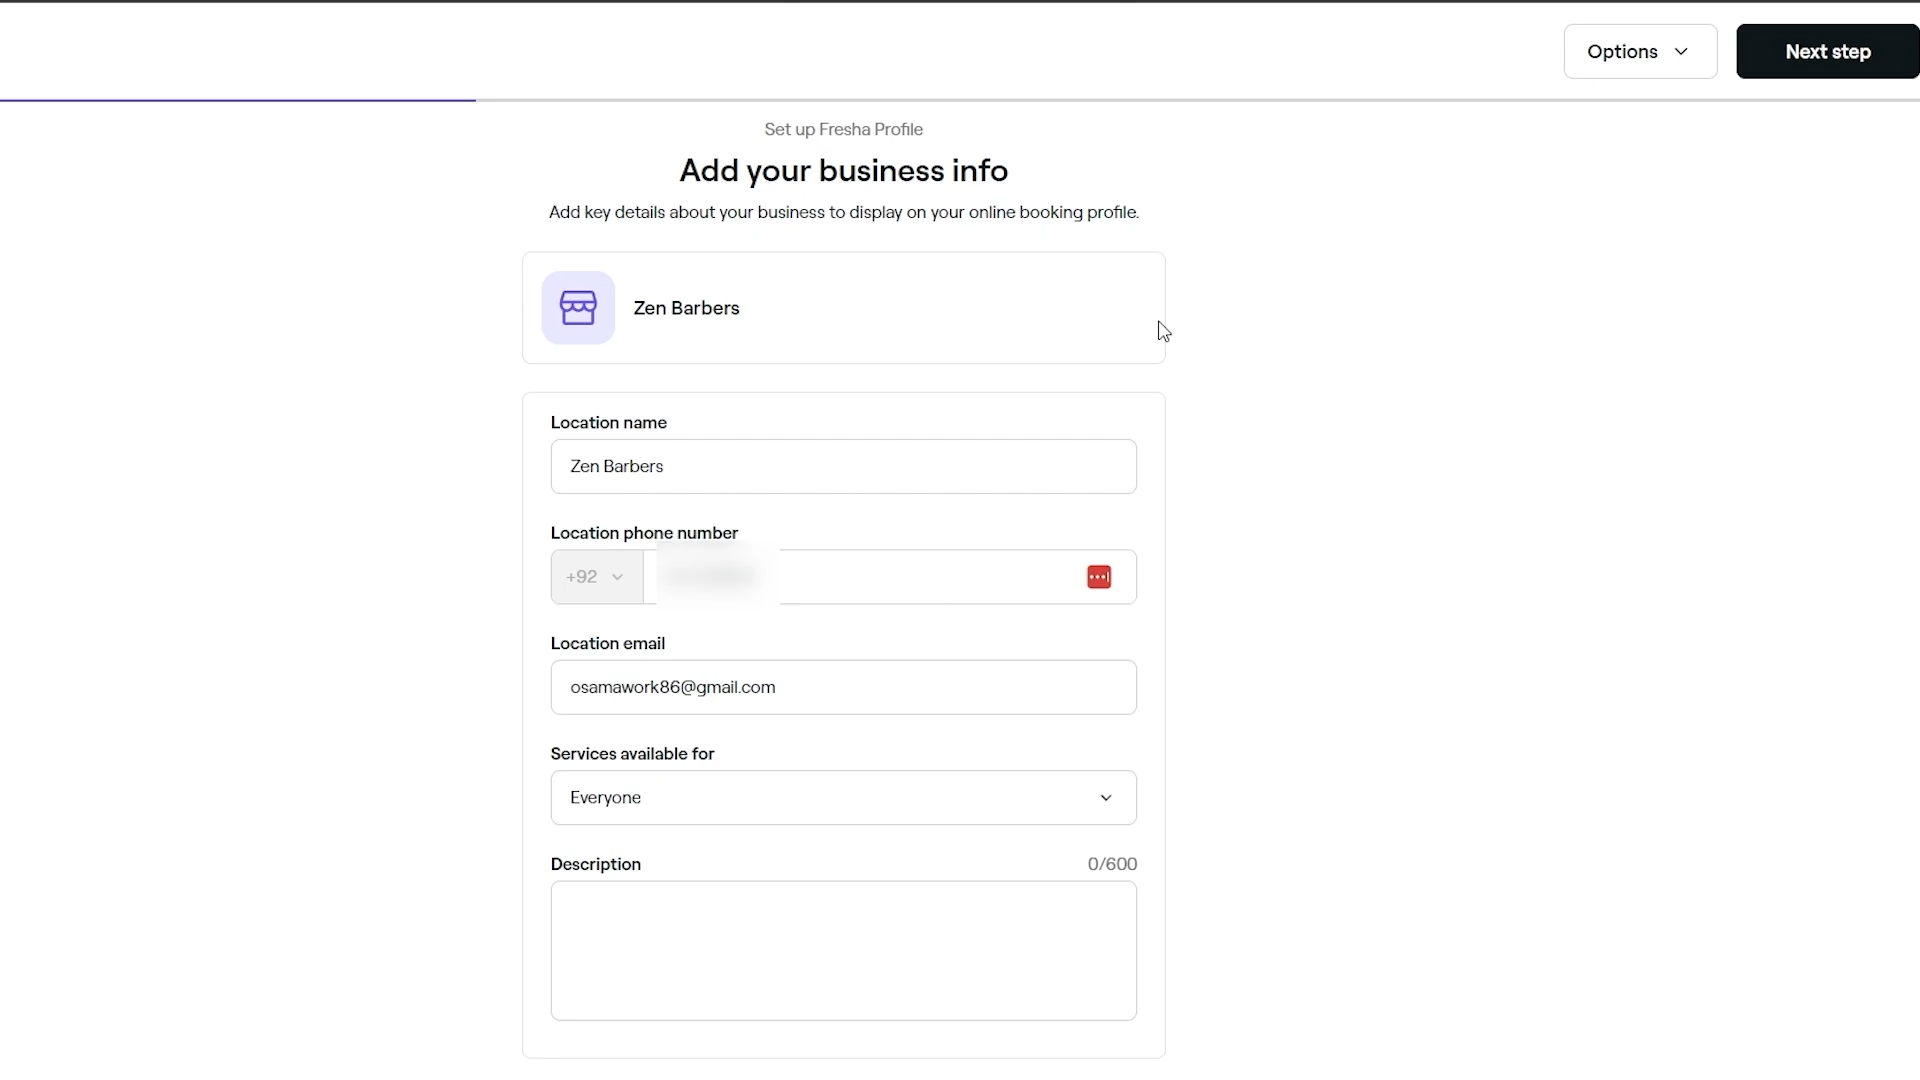 Options
Next step
Set up Fresha Profile
Add your business info
Add key details about your business to display on your online booking profile.
Zen Barbers
Location name
Zen Barbers
Location phone number
+92
Location email
osamawork86@gmail.com
Services available for
Everyone
Description 0/600